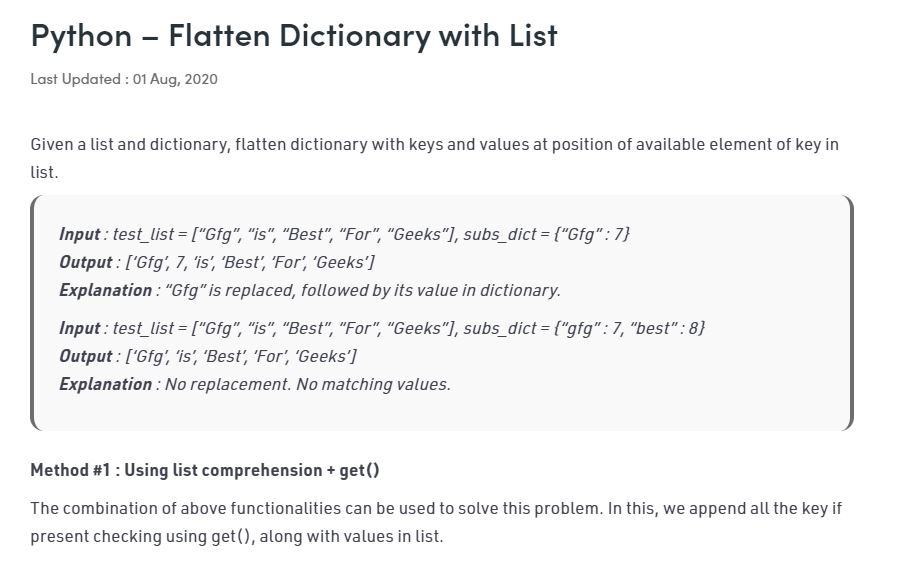 Python – Flatten Dictionary with List
Last Updated : 01 Aug, 2020
Given a list and dictionary, flatten dictionary with keys and values at position of available element of key in
list.
Input : test_list = [“Gfg”, “is”, “Best”, “For”, “Geeks”], subs_dict = {“Gfg” : 7}
Output : [‘Gfg’, 7, ‘is’, ‘Best’, ‘For’, ‘Geeks’]
Explanation : “Gfg” is replaced, followed by its value in dictionary.
Input : test_list = [“Gfg”, “is”, “Best”, “For”, “Geeks”], subs_dict = {“gfg” : 7, “best” : 8}
Output : [‘Gfg’, ‘is’, ‘Best’, ‘For’, ‘Geeks’]
Explanation : No replacement. No matching values.
Method #1 : Using list comprehension + get()
The combination of above functionalities can be used to solve this problem. In this, we append all the key if
present checking using get(), along with values in list.